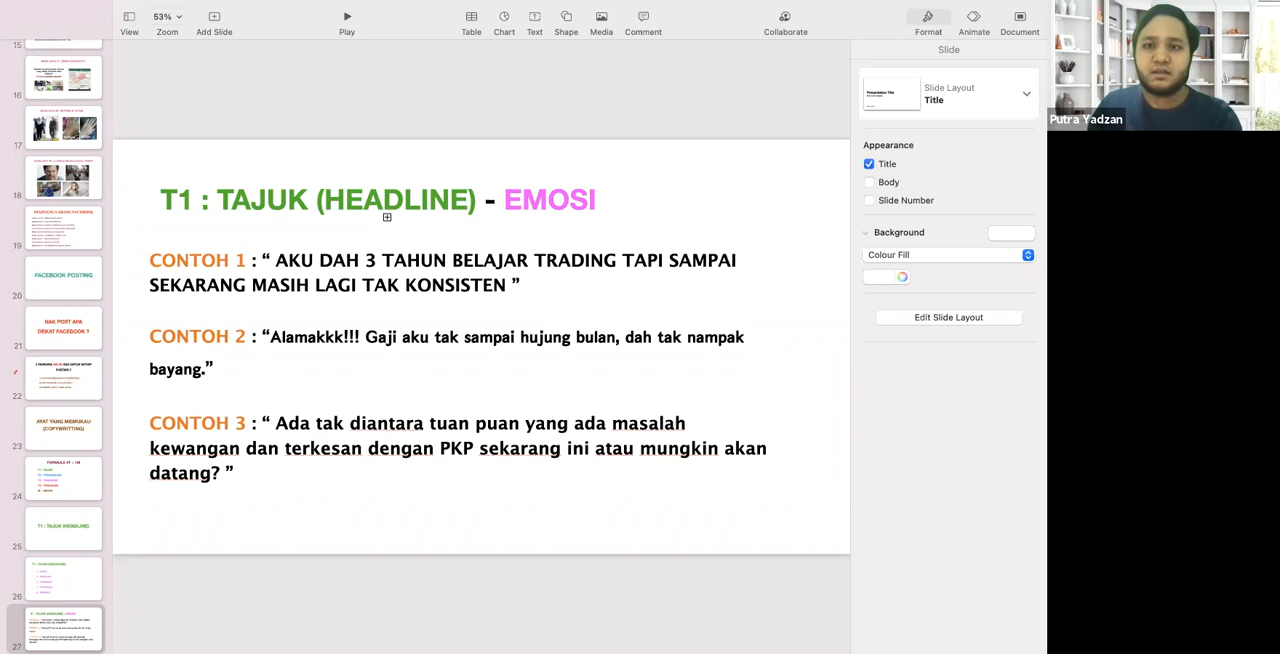 53%
View
Zoom
Add Slide
Play
Table
Chart
Text
Shape
Media
Comment
Collaborate
Format
Animate
Document
Slide
Slide Layout
Title
Appearance
Title
Body
Slide Number
Background
Colour Fill
Edit Slide Layout
Putra Yadzan
T1 : TAJUK (HEADLINE) - EMOSI
CONTOH 1 : “ AKU DAH 3 TAHUN BELAJAR TRADING TAPI SAMPAI
SEKARANG MASIH LAGI TAK KONSISTEN ”
CONTOH 2 : “Alamakkk!!! Gaji aku tak sampai hujung bulan, dah tak nampak
bayang.”
CONTOH 3 : “ Ada tak diantara tuan puan yang ada masalah
kewangan dan terkesan dengan PKP sekarang ini atau mungkin akan
datang? ”
15
16
17
18
19
20
FACEBOOK POSTING
21
NAK POST APA
DEKAT FACEBOOK ?
22
23
AYAT YANG MEMUKAU
(COPYWRITTING)
24
25
T1 : TAJUK (HEADLINE)
26
27